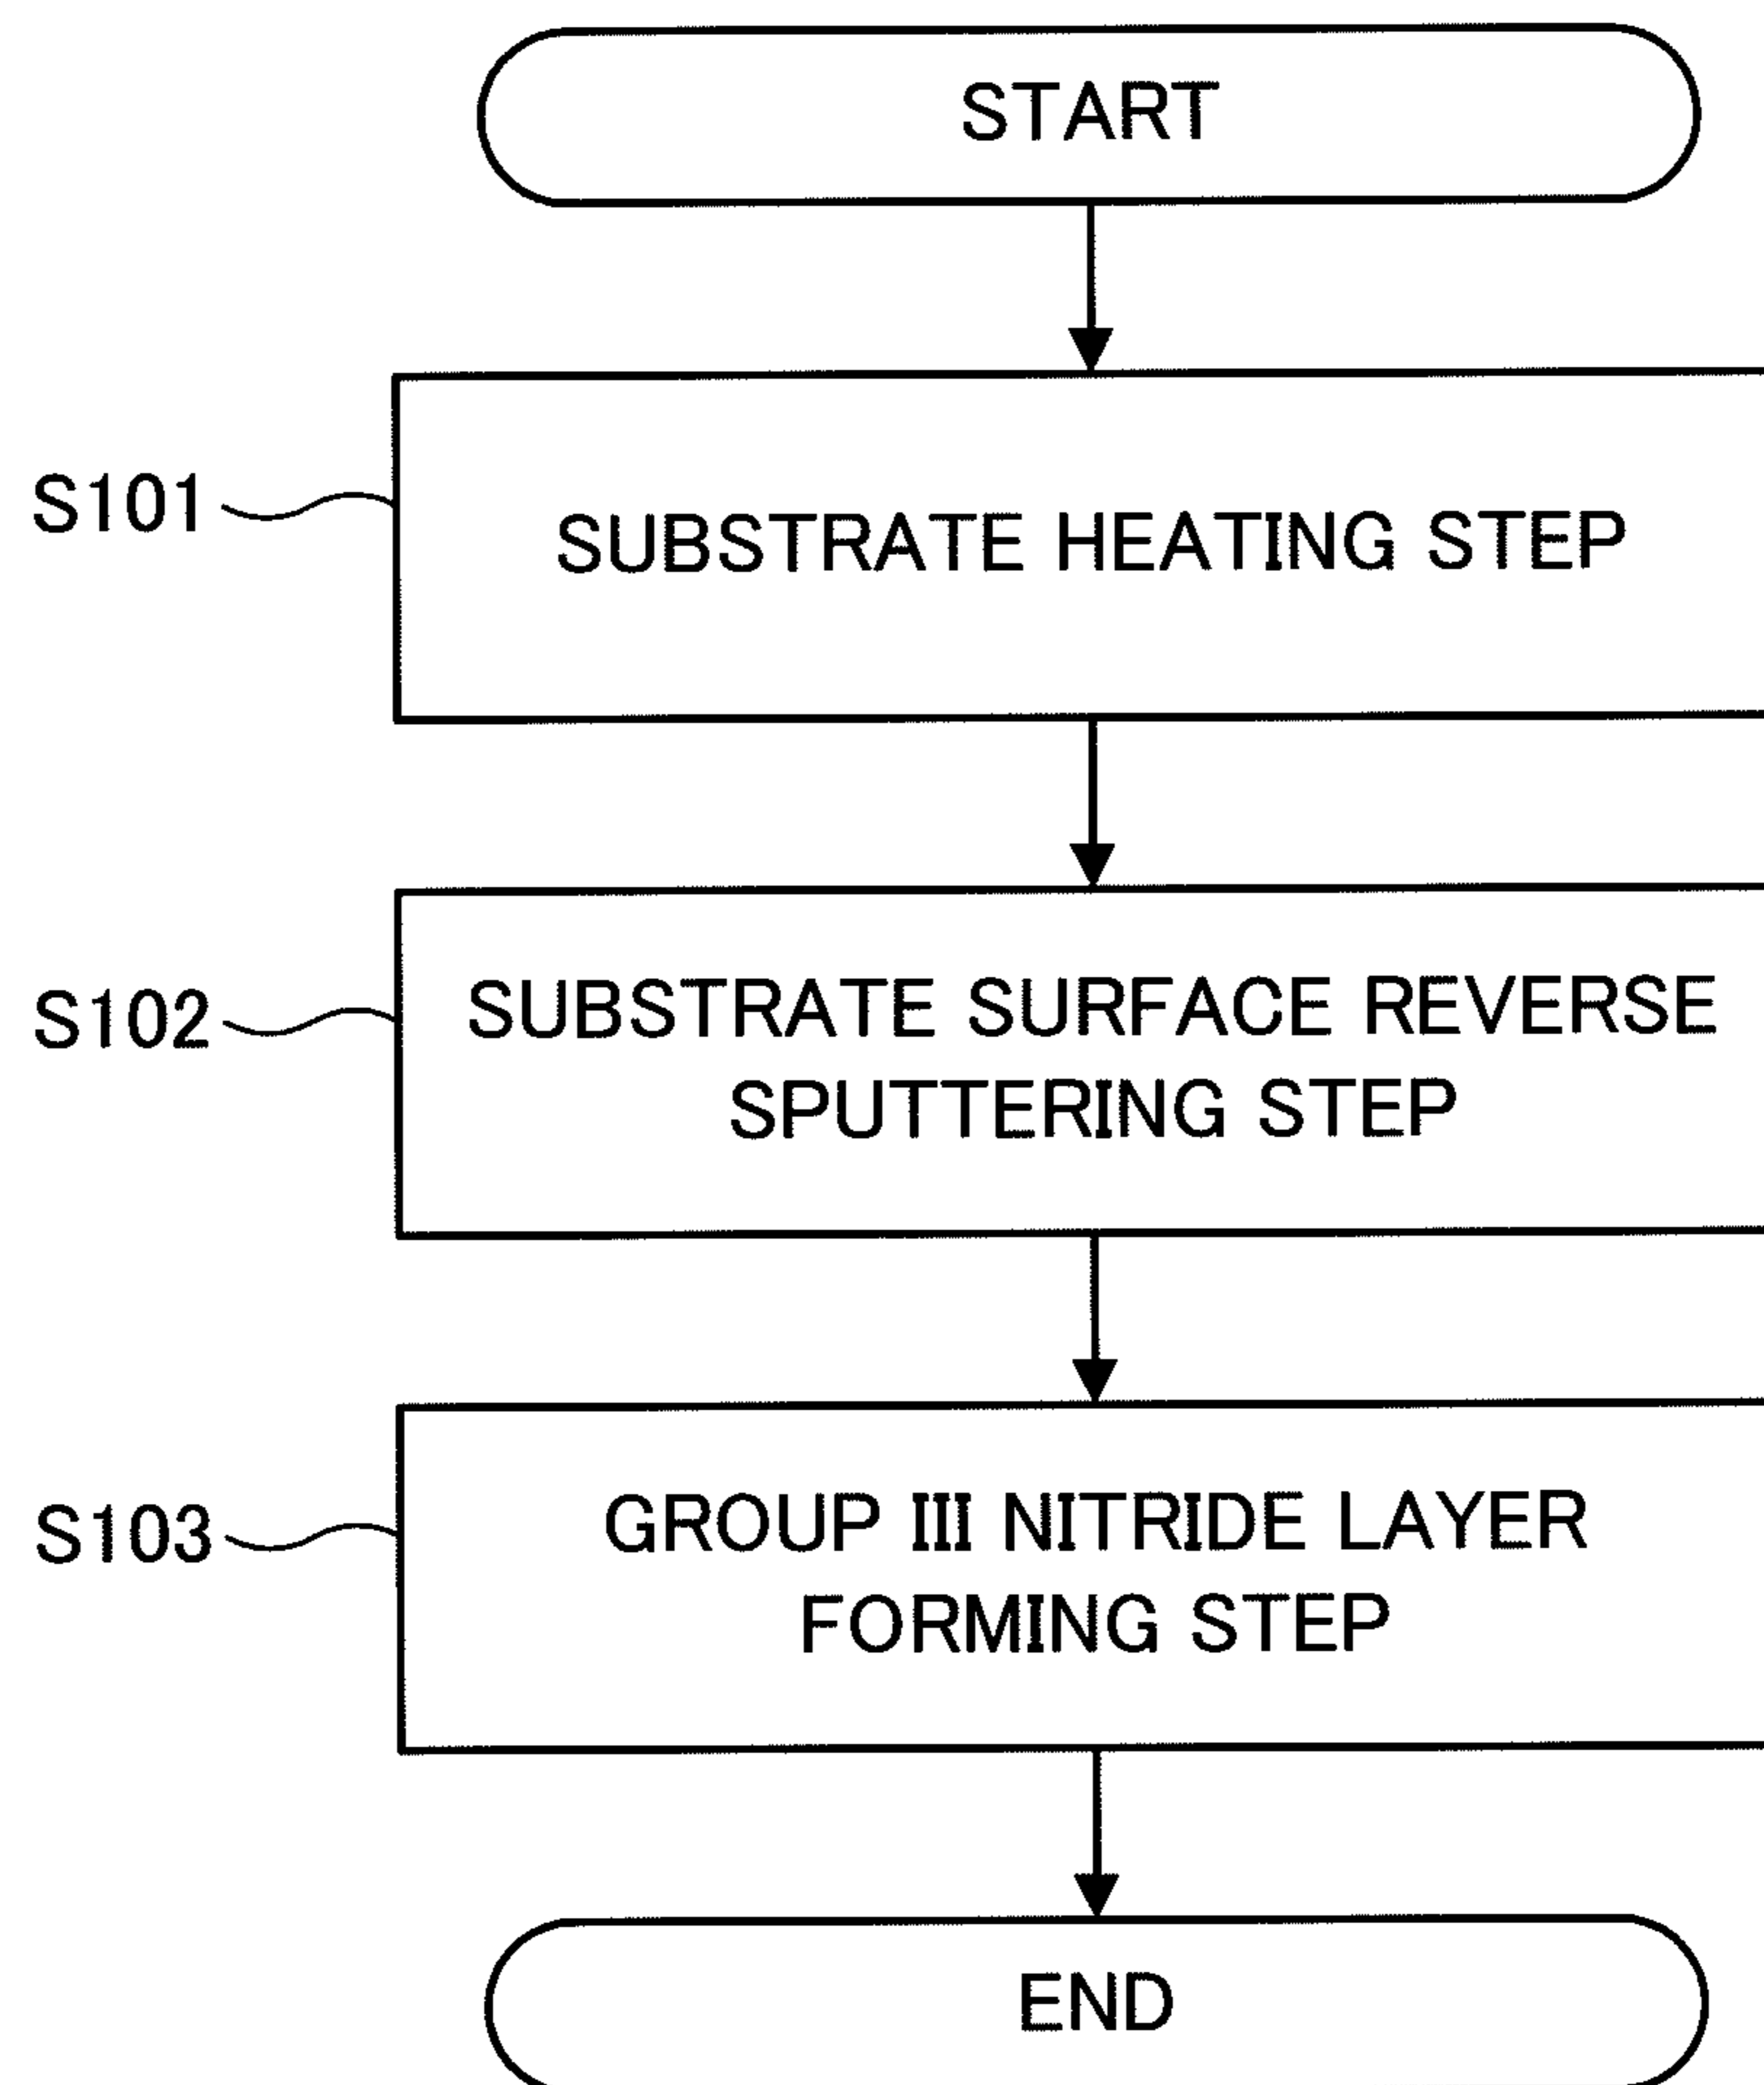 START
S101
SUBSTRATE HEATING STEP
S102
SUBSTRATE SURFACE REVERSE
SPUTTERING STEP
S103
GROUP III NITRIDE LAYER
FORMING STEP
END